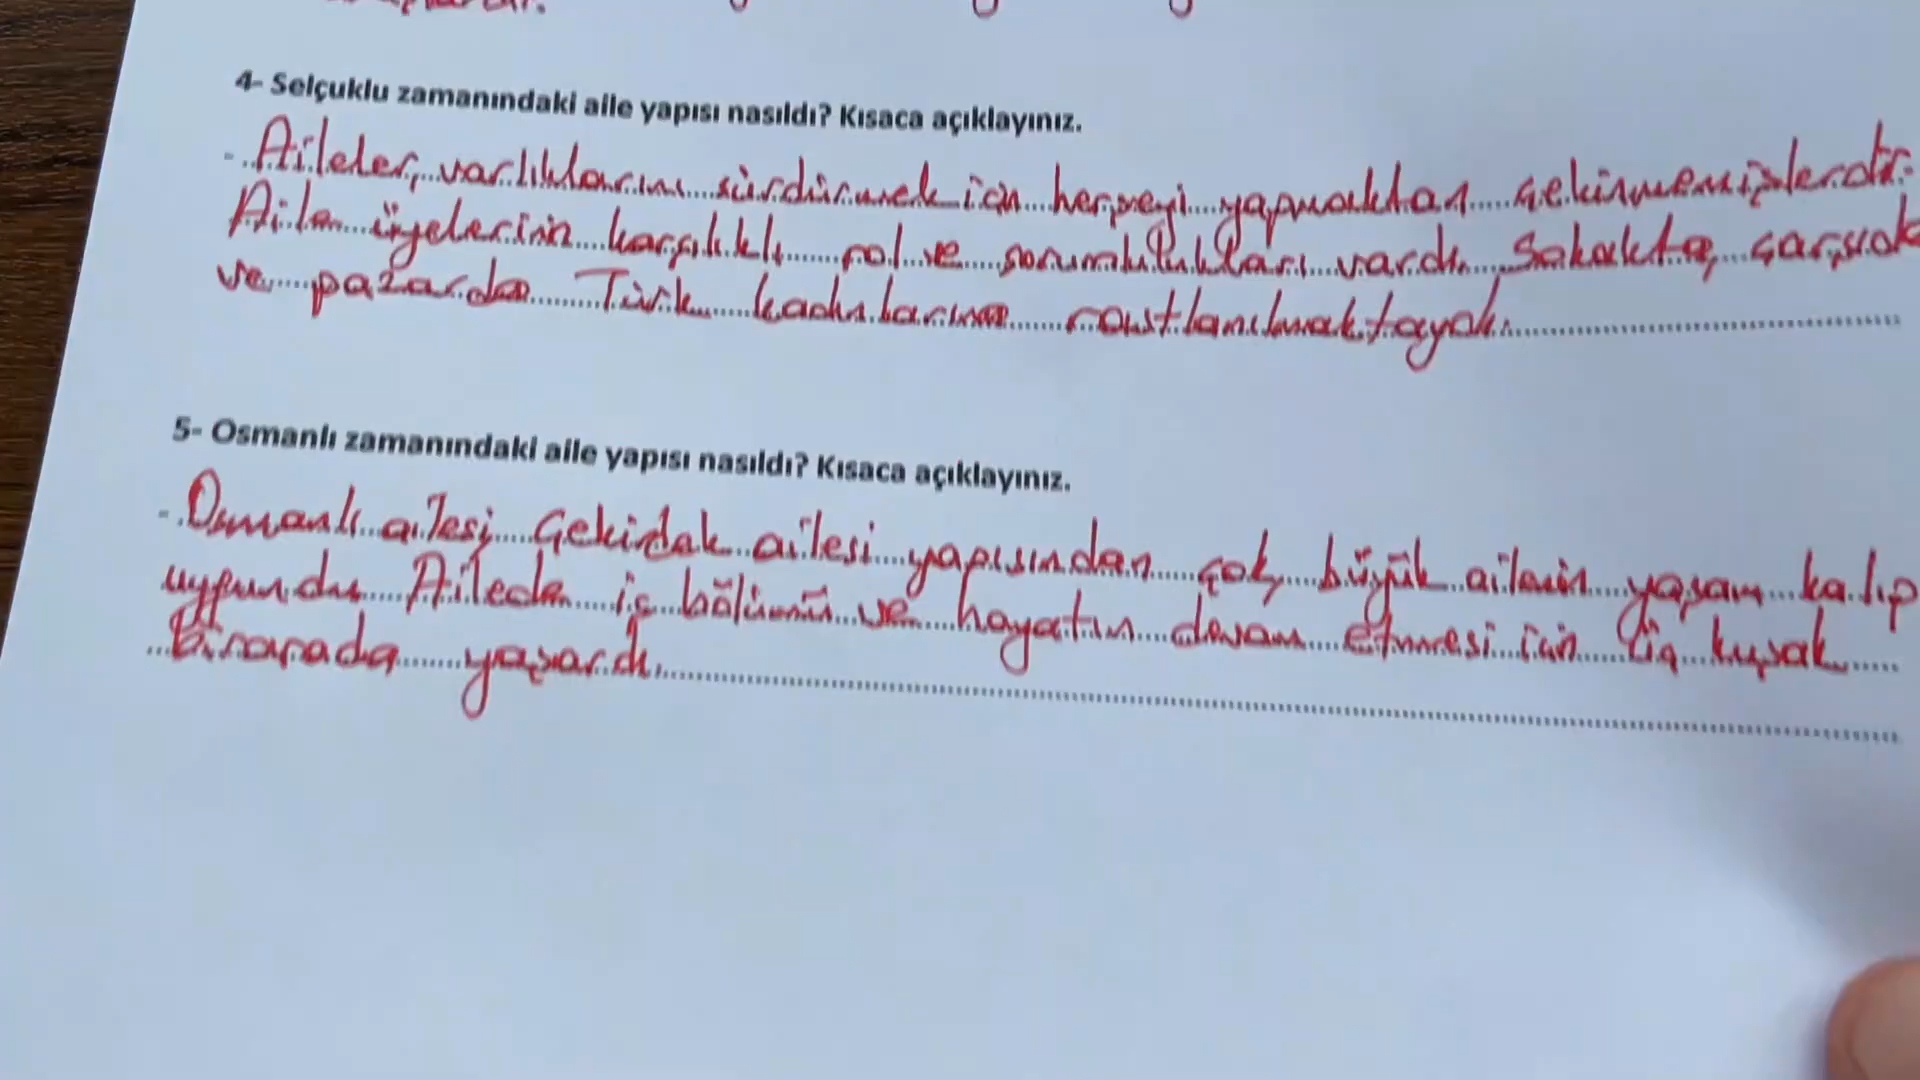 4- Selçuklu zamanındaki aile yapısı nasıldı? Kısaca açıklayınız.
- Aileler, varlıklarını sürdürmek için herşeyi yapmaktan çekinmemişlerdir.
Aile üyelerinin karşılıklı rol ve sorumlulukları vardı. Sokakta, çarşıda
ve pazarda Türk kadınlarına rastlanılmaktaydı.
5- Osmanlı zamanındaki aile yapısı nasıldı? Kısaca açıklayınız.
- Osmanlı ailesi çekirdek ailesi yapısından çok, büyük ailenin yaşam kalıp
uygundu. Ailede iş bölümü ve hayatın devam etmesi için üç kuşak
birarada yaşardı.